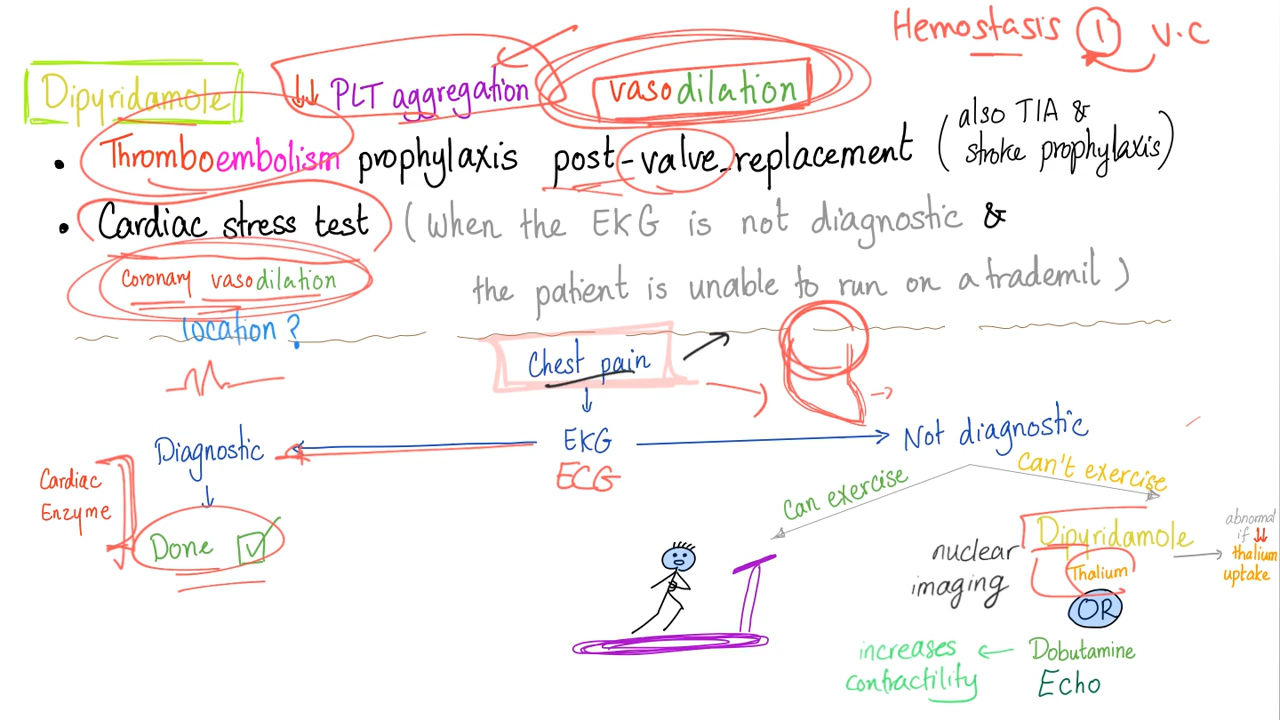 Hemostasis 1 V.C
Dipyridamole ↓↓ PLT aggregation vasodilation
• Thromboembolism prophylaxis post-valve replacement (also TIA &
stroke prophylaxis)
• Cardiac stress test (when the EKG is not diagnostic &
the patient is unable to run on a trademil)
coronary vasodilation
location?
Chest pain
EKG
ECG
Diagnostic
Cardiac
Enzyme
Done
Not diagnostic
Can exercise
Can't exercise
nuclear
imaging
Dipyridamole
Thalium
abnormal
if ↓↓
thalium
uptake
OR
Dobutamine
Echo
increases
contractility